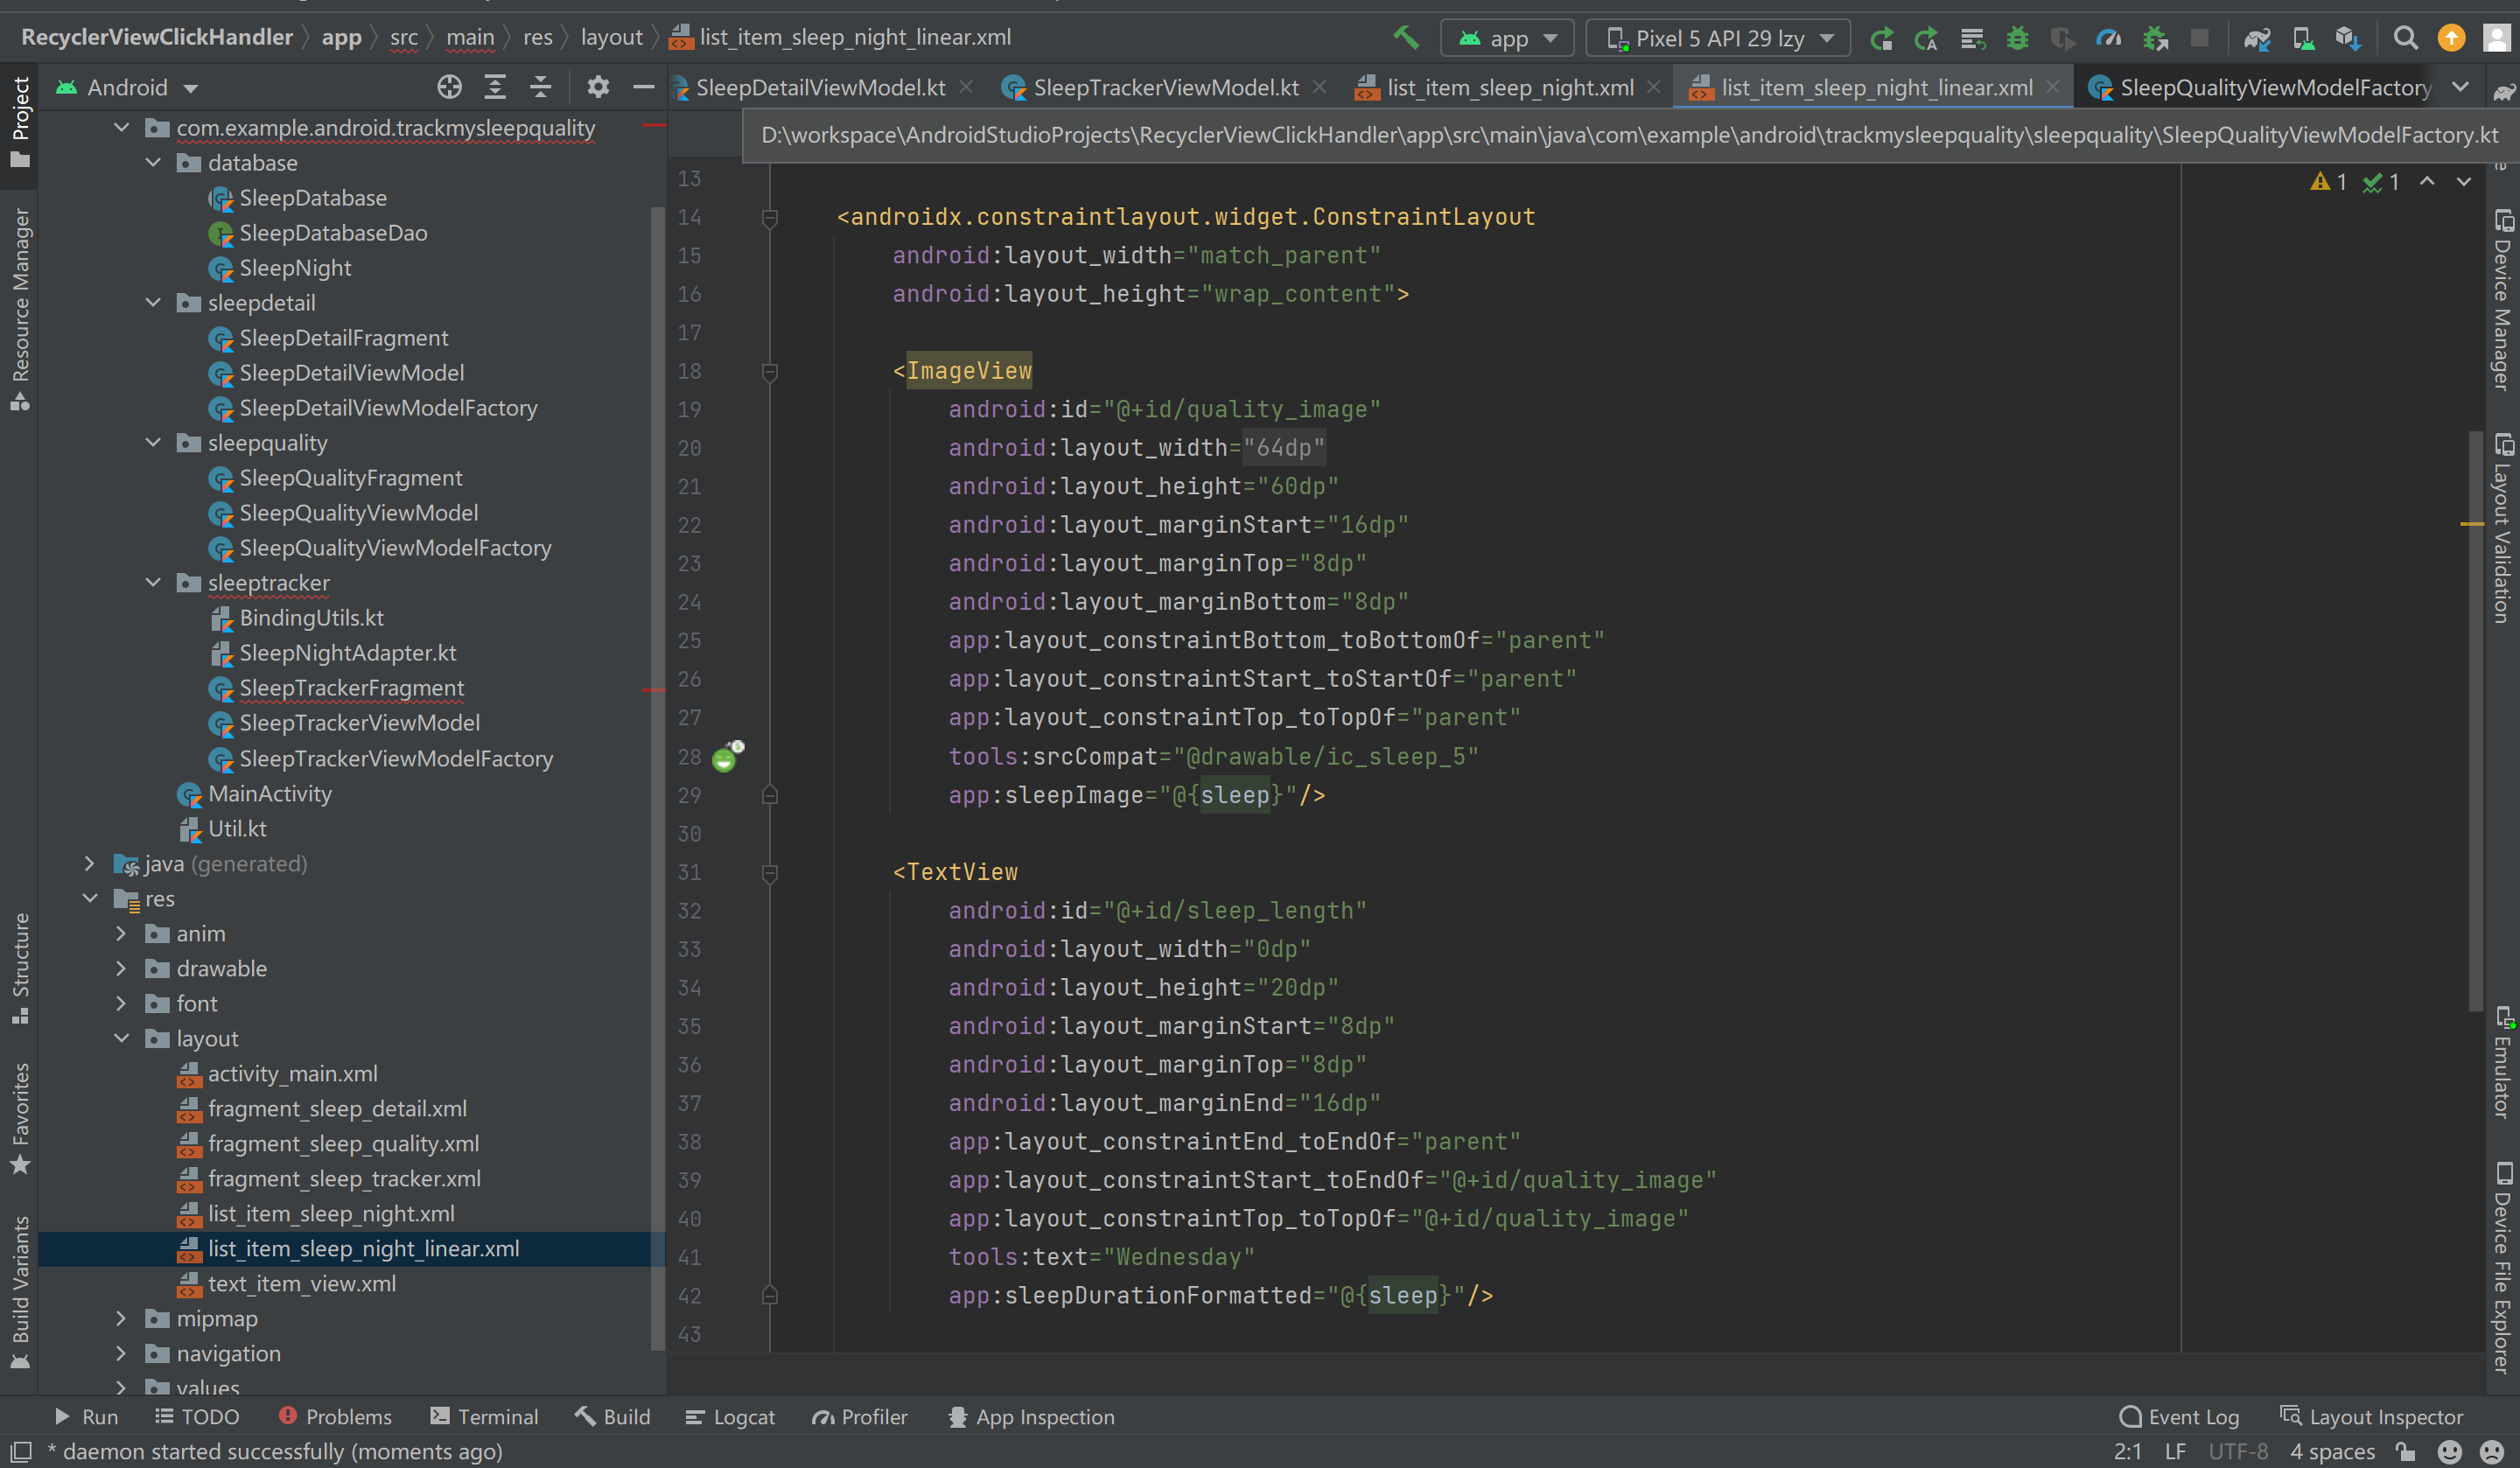 RecyclerViewClickHandler app src main res layout list_item_sleep_night_linear.xml
app Pixel 5 API 29 lzy
Project
Android
SleepDetailViewModel.kt
SleepTrackerViewModel.kt
list_item_sleep_night.xml
list_item_sleep_night_linear.xml
SleepQualityViewModelFactory
D:\workspace\AndroidStudioProjects\RecyclerViewClickHandler\app\src\main\java\com\example\android\trackmysleepquality\sleepquality\SleepQualityViewModelFactory.kt
com.example.android.trackmysleepquality
database
SleepDatabase
SleepDatabaseDao
SleepNight
sleepdetail
SleepDetailFragment
SleepDetailViewModel
SleepDetailViewModelFactory
sleepquality
SleepQualityFragment
SleepQualityViewModel
SleepQualityViewModelFactory
sleeptracker
BindingUtils.kt
SleepNightAdapter.kt
SleepTrackerFragment
SleepTrackerViewModel
SleepTrackerViewModelFactory
MainActivity
Util.kt
java (generated)
res
anim
drawable
font
layout
activity_main.xml
fragment_sleep_detail.xml
fragment_sleep_quality.xml
fragment_sleep_tracker.xml
list_item_sleep_night.xml
list_item_sleep_night_linear.xml
text_item_view.xml
mipmap
navigation
values
Resource Manager
Structure
Favorites
Build Variants
1 1
13
14 <androidx.constraintlayout.widget.ConstraintLayout
15 android:layout_width="match_parent"
16 android:layout_height="wrap_content">
17
18 <ImageView
19 android:id="@+id/quality_image"
20 android:layout_width="64dp"
21 android:layout_height="60dp"
22 android:layout_marginStart="16dp"
23 android:layout_marginTop="8dp"
24 android:layout_marginBottom="8dp"
25 app:layout_constraintBottom_toBottomOf="parent"
26 app:layout_constraintStart_toStartOf="parent"
27 app:layout_constraintTop_toTopOf="parent"
28 tools:srcCompat="@drawable/ic_sleep_5"
29 app:sleepImage="@{sleep}"/>
30
31 <TextView
32 android:id="@+id/sleep_length"
33 android:layout_width="0dp"
34 android:layout_height="20dp"
35 android:layout_marginStart="8dp"
36 android:layout_marginTop="8dp"
37 android:layout_marginEnd="16dp"
38 app:layout_constraintEnd_toEndOf="parent"
39 app:layout_constraintStart_toEndOf="@+id/quality_image"
40 app:layout_constraintTop_toTopOf="@+id/quality_image"
41 tools:text="Wednesday"
42 app:sleepDurationFormatted="@{sleep}"/>
43
Device Manager
Layout Validation
Emulator
Device File Explorer
Run TODO Problems Terminal Build Logcat Profiler App Inspection Event Log Layout Inspector
* daemon started successfully (moments ago) 2:1 LF UTF-8 4 spaces